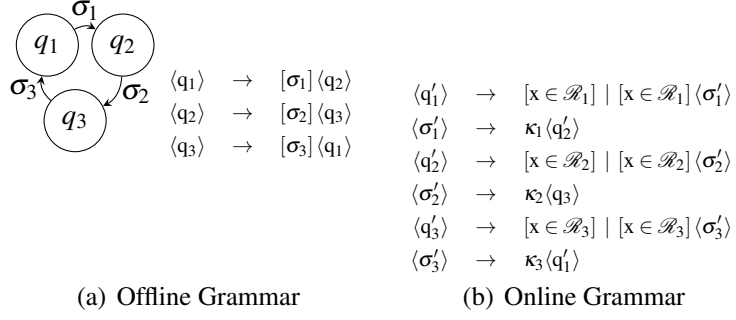 σ₁
q₁ q₂
σ₃ σ₂
q₃
⟨q₁⟩ → [σ₁]⟨q₂⟩
⟨q₂⟩ → [σ₂]⟨q₃⟩
⟨q₃⟩ → [σ₃]⟨q₁⟩
(a) Offline Grammar
⟨q′₁⟩ → [x ∈ ℛ₁] | [x ∈ ℛ₁]⟨σ′₁⟩
⟨σ′₁⟩ → κ₁⟨q′₂⟩
⟨q′₂⟩ → [x ∈ ℛ₂] | [x ∈ ℛ₂]⟨σ′₂⟩
⟨σ′₂⟩ → κ₂⟨q₃⟩
⟨q′₃⟩ → [x ∈ ℛ₃] | [x ∈ ℛ₃]⟨σ′₃⟩
⟨σ′₃⟩ → κ₃⟨q′₁⟩
(b) Online Grammar